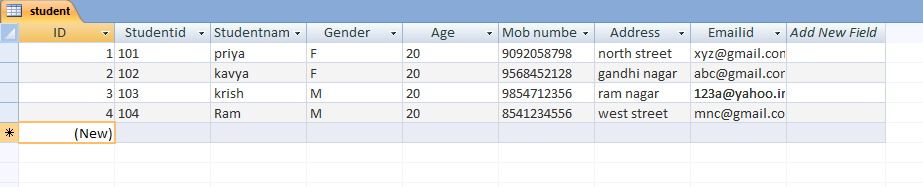 student
ID Studentid Studentnam Gender Age Mob numbe Address Emailid Add New Field
1 101 priya F 20 9092058798 north street xyz@gmail.con
2 102 kavya F 20 9568452128 gandhi nagar abc@gmail.con
3 103 krish M 20 9854712356 ram nagar 123a@yahoo.in
4 104 Ram M 20 8541234556 west street mnc@gmail.co
(New)